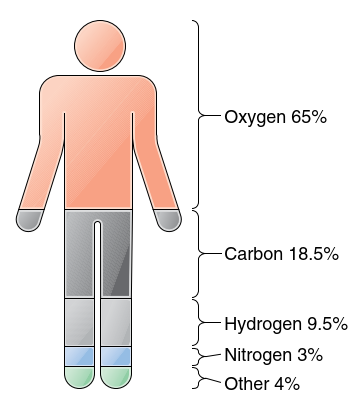 Oxygen 65%
Carbon 18.5%
Hydrogen 9.5%
Nitrogen 3%
Other 4%